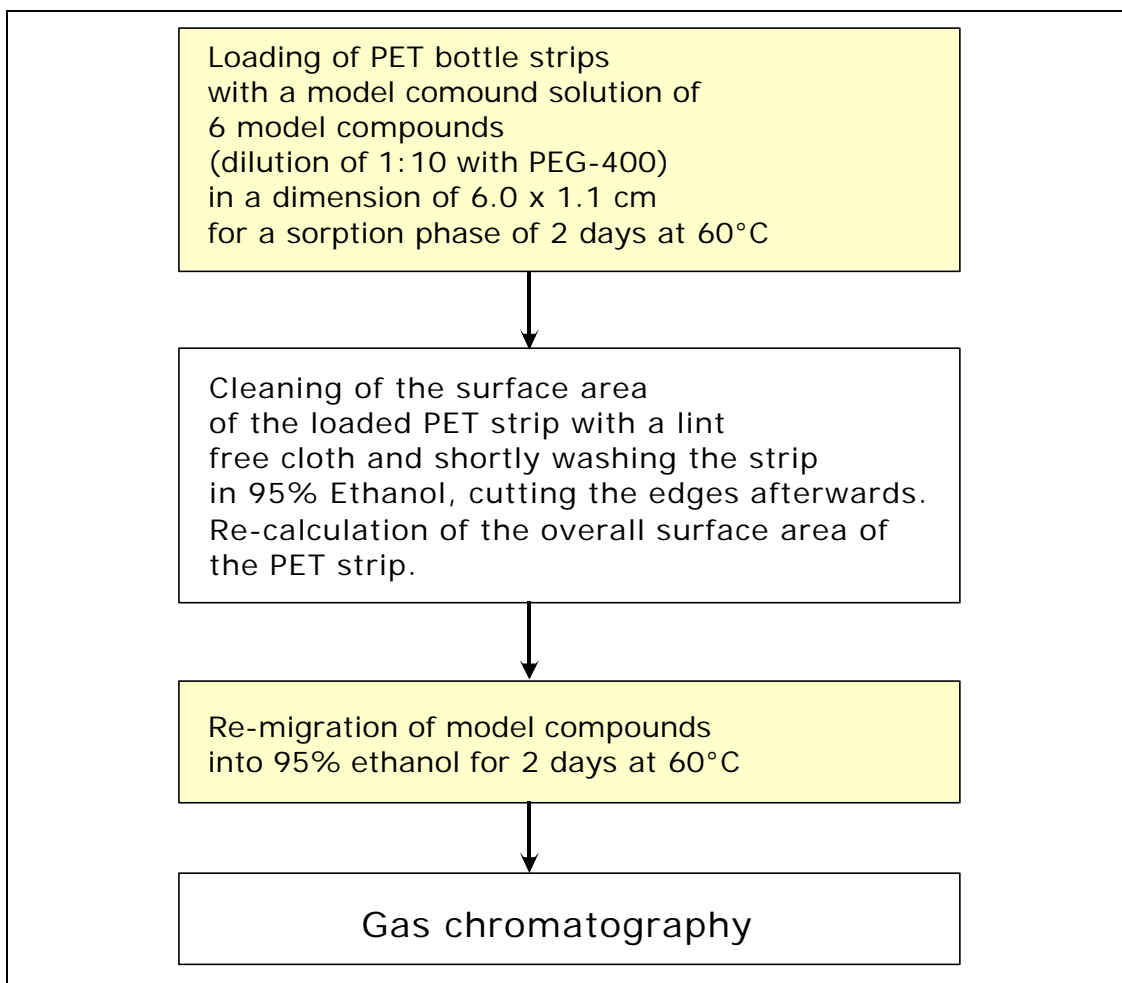 Loading of PET bottle strips
with a model comound solution of
6 model compounds
(dilution of 1:10 with PEG-400)
in a dimension of 6.0 x 1.1 cm
for a sorption phase of 2 days at 60°C
Cleaning of the surface area
of the loaded PET strip with a lint
free cloth and shortly washing the strip
in 95% Ethanol, cutting the edges afterwards.
Re-calculation of the overall surface area of
the PET strip.
Re-migration of model compounds
into 95% ethanol for 2 days at 60°C
Gas chromatography